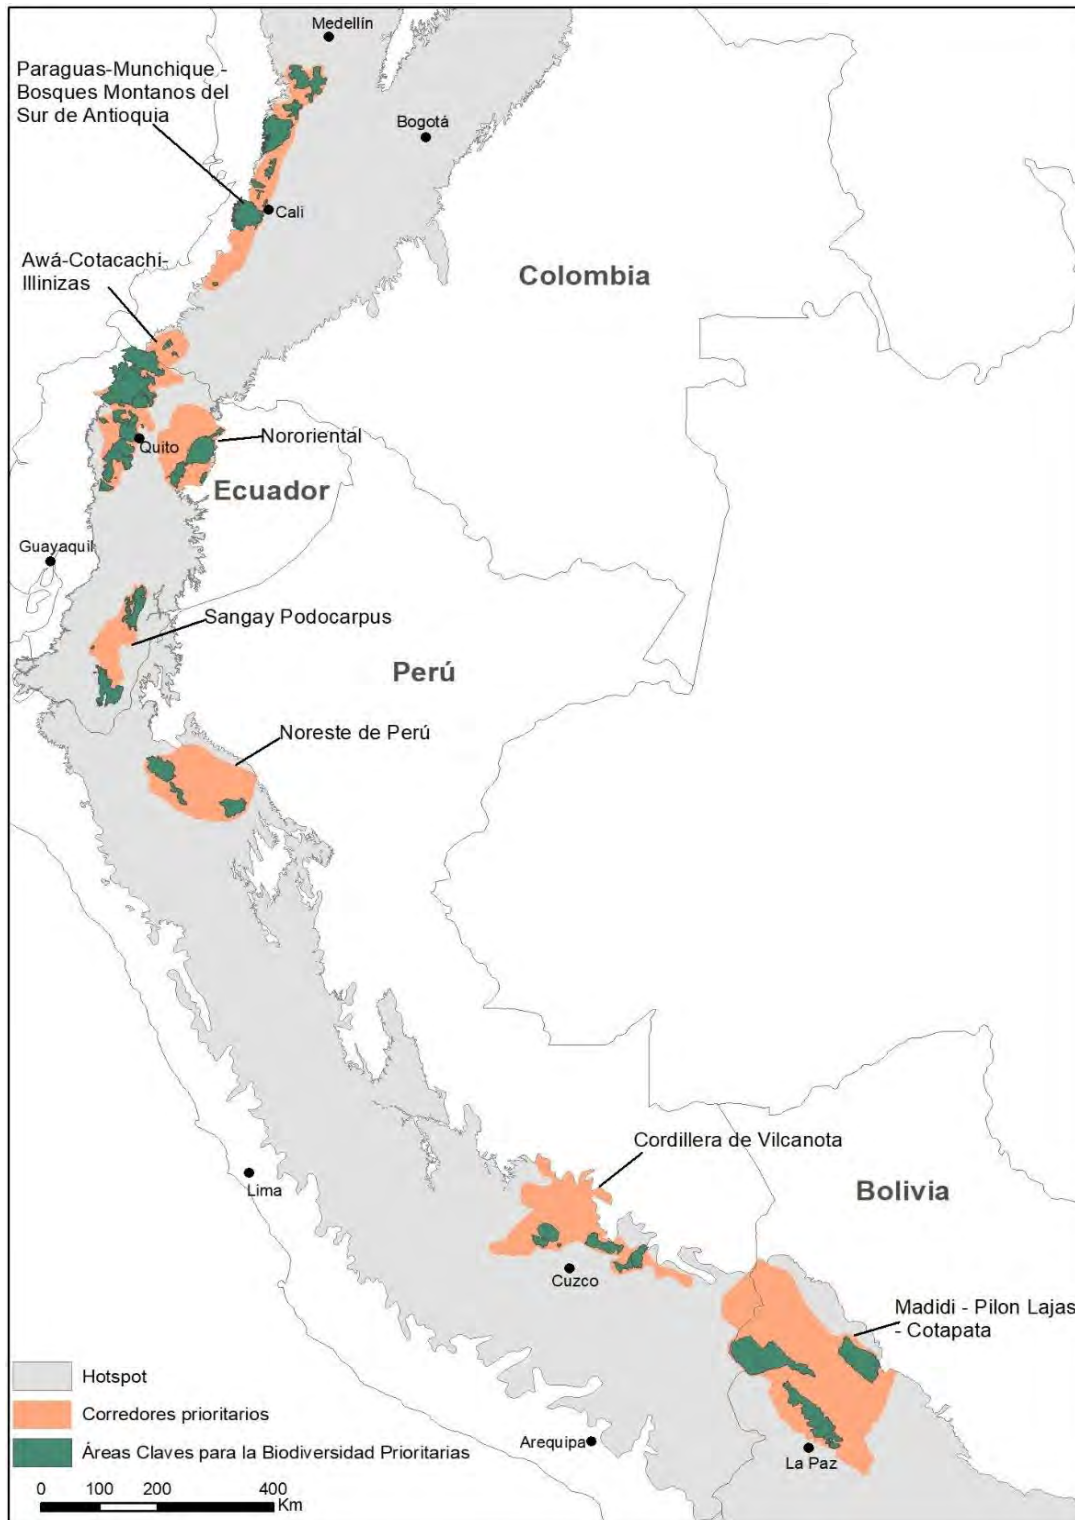 Medellín
Paraguas-Munchique -
Bosques Montanos del
Sur de Antioquia
Bogotá
Cali
Awá-Cotacachi-
Illinizas
Colombia
Nororiental
Quito
Ecuador
Guayaquil
Sangay Podocarpus
Perú
Noreste de Perú
Cordillera de Vilcanota
Lima
Bolivia
Cuzco
Madidi - Pilon Lajas
- Cotapata
Hotspot
Corredores prioritarios
Arequipa
Áreas Claves para la Biodiversidad Prioritarias
La Paz
0 100 200 400
Km